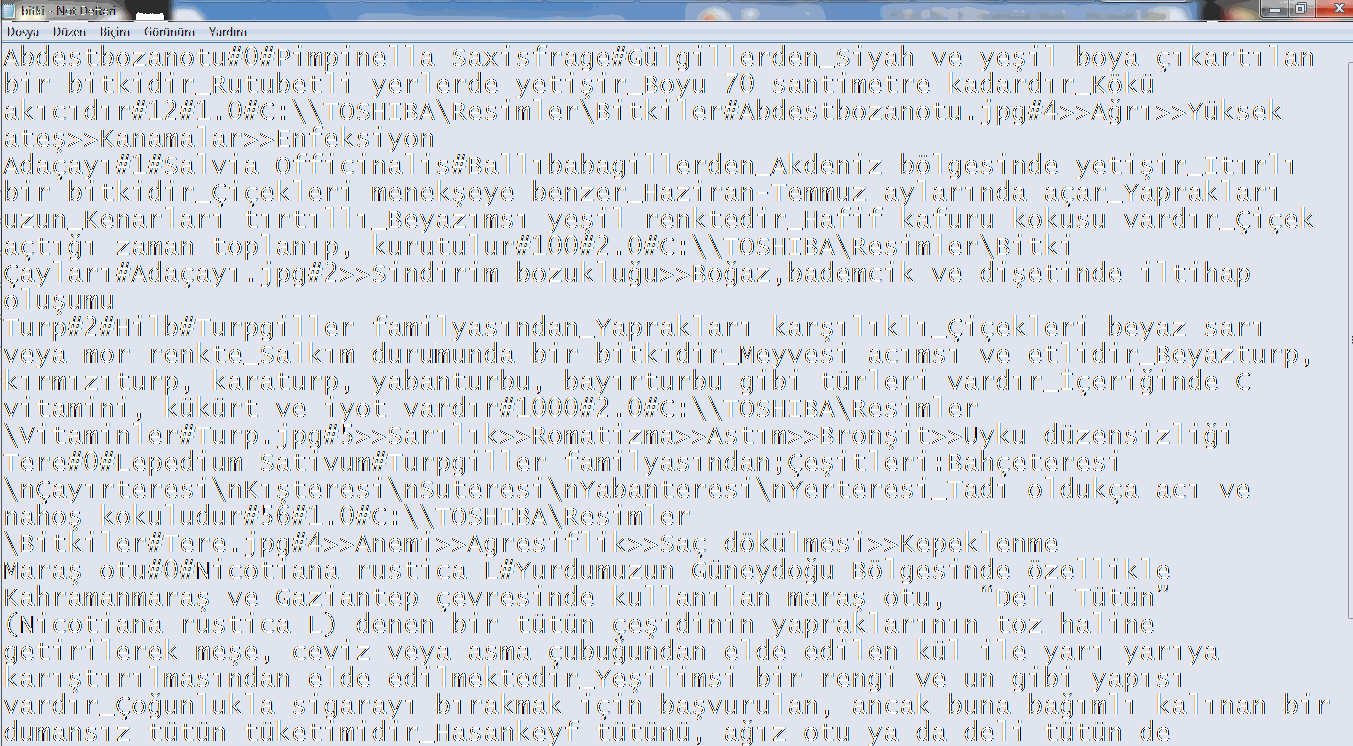 bitki - Not Defteri
Dosya Düzen Biçim Görünüm Yardım
Abdestbozanotu#0#Pimpinella Saxisfrage#Gülgillerden_Siyah ve yeşil boya çıkartılan
bir bitkidir_Rutubetli yerlerde yetişir_Boyu 70 santimetre kadardır_Kökü
akıcıdır#12#1.0#C:\\TOSHIBA\Resimler\Bitkiler#Abdestbozanotu.jpg#4>>Ağrı>>Yüksek
ateş>>Kanamalar>>Enfeksiyon
Adaçayı#1#Salvia Officinalis#Ballıbabagillerden_Akdeniz bölgesinde yetişir_Itırlı
bir bitkidir_Çiçekleri menekşeye benzer_Haziran-Temmuz aylarında açar_Yaprakları
uzun_Kenarları tırtıllı_Beyazımsı yeşil renktedir_Hafif kafuru kokusu vardır_Çiçek
açtığı zaman toplanıp, kurutulur#100#2.0#C:\\TOSHIBA\Resimler\Bitki
Çayları#Adaçayı.jpg#2>>Sindirim bozukluğu>>Boğaz,bademcik ve dişetinde iltihap
oluşumu
Turp#2#Hilb#Turpgiller familyasından_Yaprakları karşılıklı_Çiçekleri beyaz sarı
veya mor renkte_Salkım durumunda bir bitkidir_Meyvesi acımsı ve etlidir_Beyazturp,
kırmızıturp, karaturp, yabanturbu, bayırturbu gibi türleri vardır_İçeriğinde C
vitamini, kükürt ve iyot vardır#1000#2.0#C:\\TOSHIBA\Resimler
\Vitaminler#Turp.jpg#5>>Sarılık>>Romatizma>>Astım>>Bronşit>>Uyku düzensizliği
Tere#0#Lepedium Sativum#Turpgiller familyasından;Çeşitleri:Bahçeteresi
\nÇayırteresi\nKışteresi\nSuteresi\nYabanteresi\nYerteresi_Tadı oldukça acı ve
nahoş kokuludur#56#1.0#C:\\TOSHIBA\Resimler
\Bitkiler#Tere.jpg#4>>Anemi>>Agresiflik>>Saç dökülmesi>>Kepeklenme
Maraş otu#0#Nicotiana rustica L#Yurdumuzun Güneydoğu Bölgesinde özellikle
Kahramanmaraş ve Gaziantep çevresinde kullanılan maraş otu,  “Deli Tütün”
(Nicotiana rustica L) denen bir tütün çeşidinin yapraklarının toz haline
getirilerek meşe, ceviz veya asma çubuğundan elde edilen kül ile yarı yarıya
karıştırılmasından elde edilmektedir_Yeşilimsi bir rengi ve un gibi yapısı
vardır_Çoğunlukla sigarayı bırakmak için başvurulan, ancak buna bağımlı kalınan bir
dumansız tütün tüketimidir_Hasankeyf tütünü, ağız otu ya da deli tütün de